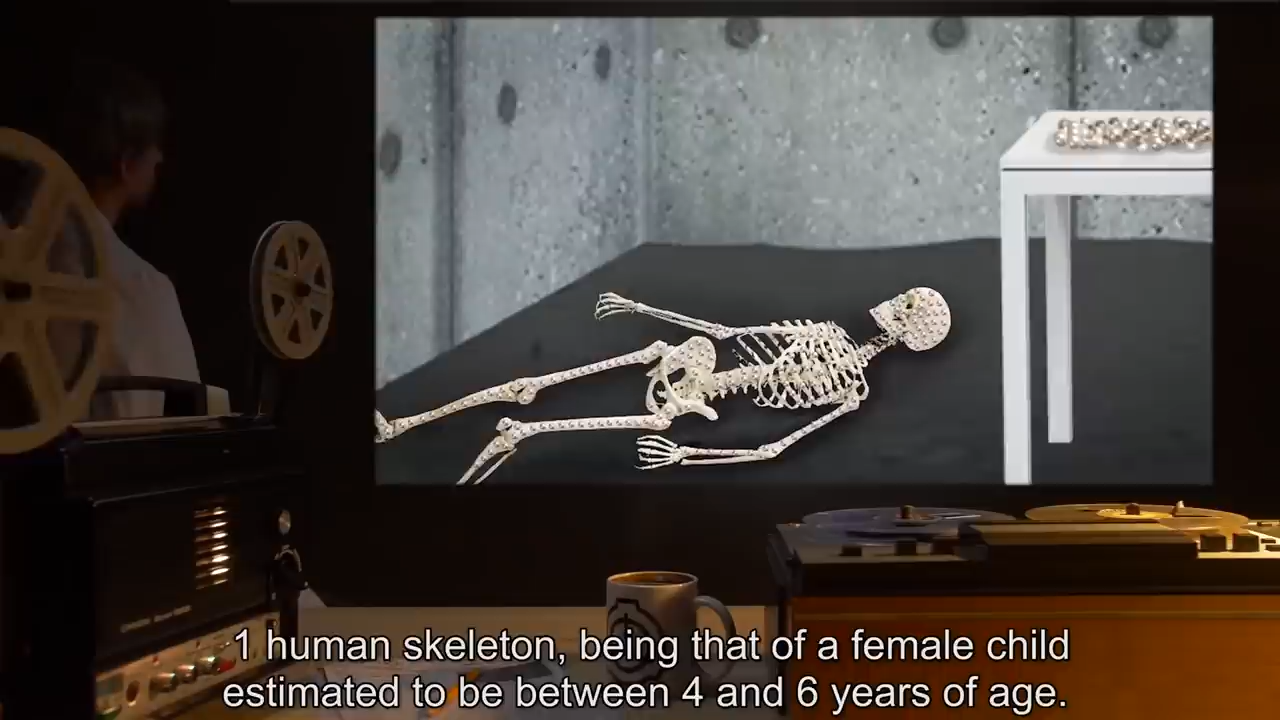 1 human skeleton, being that of a female child
estimated to be between 4 and 6 years of age.